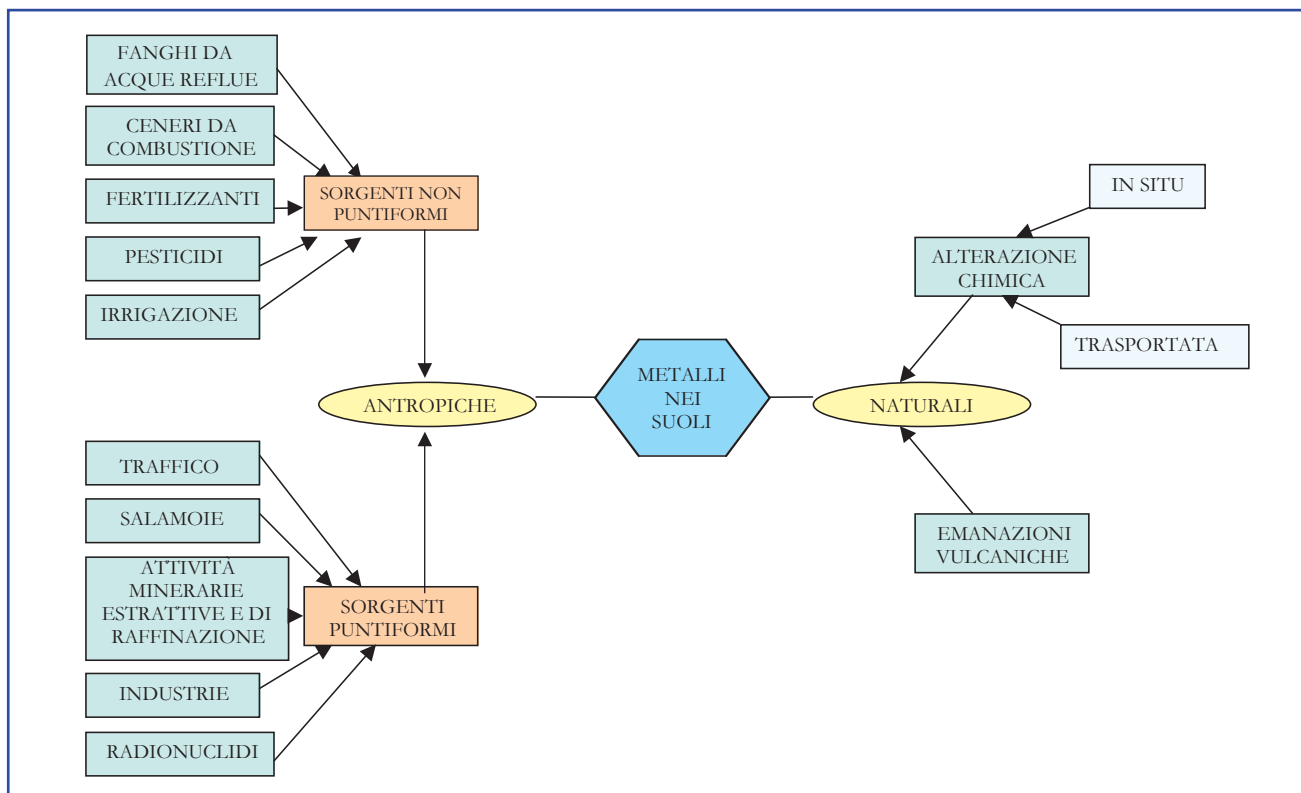 FANGHI DA
ACQUE REFLUE
CENERI DA
COMBUSTIONE
FERTILIZZANTI
PESTICIDI
IRRIGAZIONE
SORGENTI NON
PUNTIFORMI
ANTROPICHE
TRAFFICO
SALAMOIE
ATTIVITÀ
MINERARIE
ESTRATTIVE E DI
RAFFINAZIONE
INDUSTRIE
RADIONUCLIDI
SORGENTI
PUNTIFORMI
METALLI
NEI
SUOLI
IN SITU
ALTERAZIONE
CHIMICA
TRASPORTATA
NATURALI
EMANAZIONI
VULCANICHE